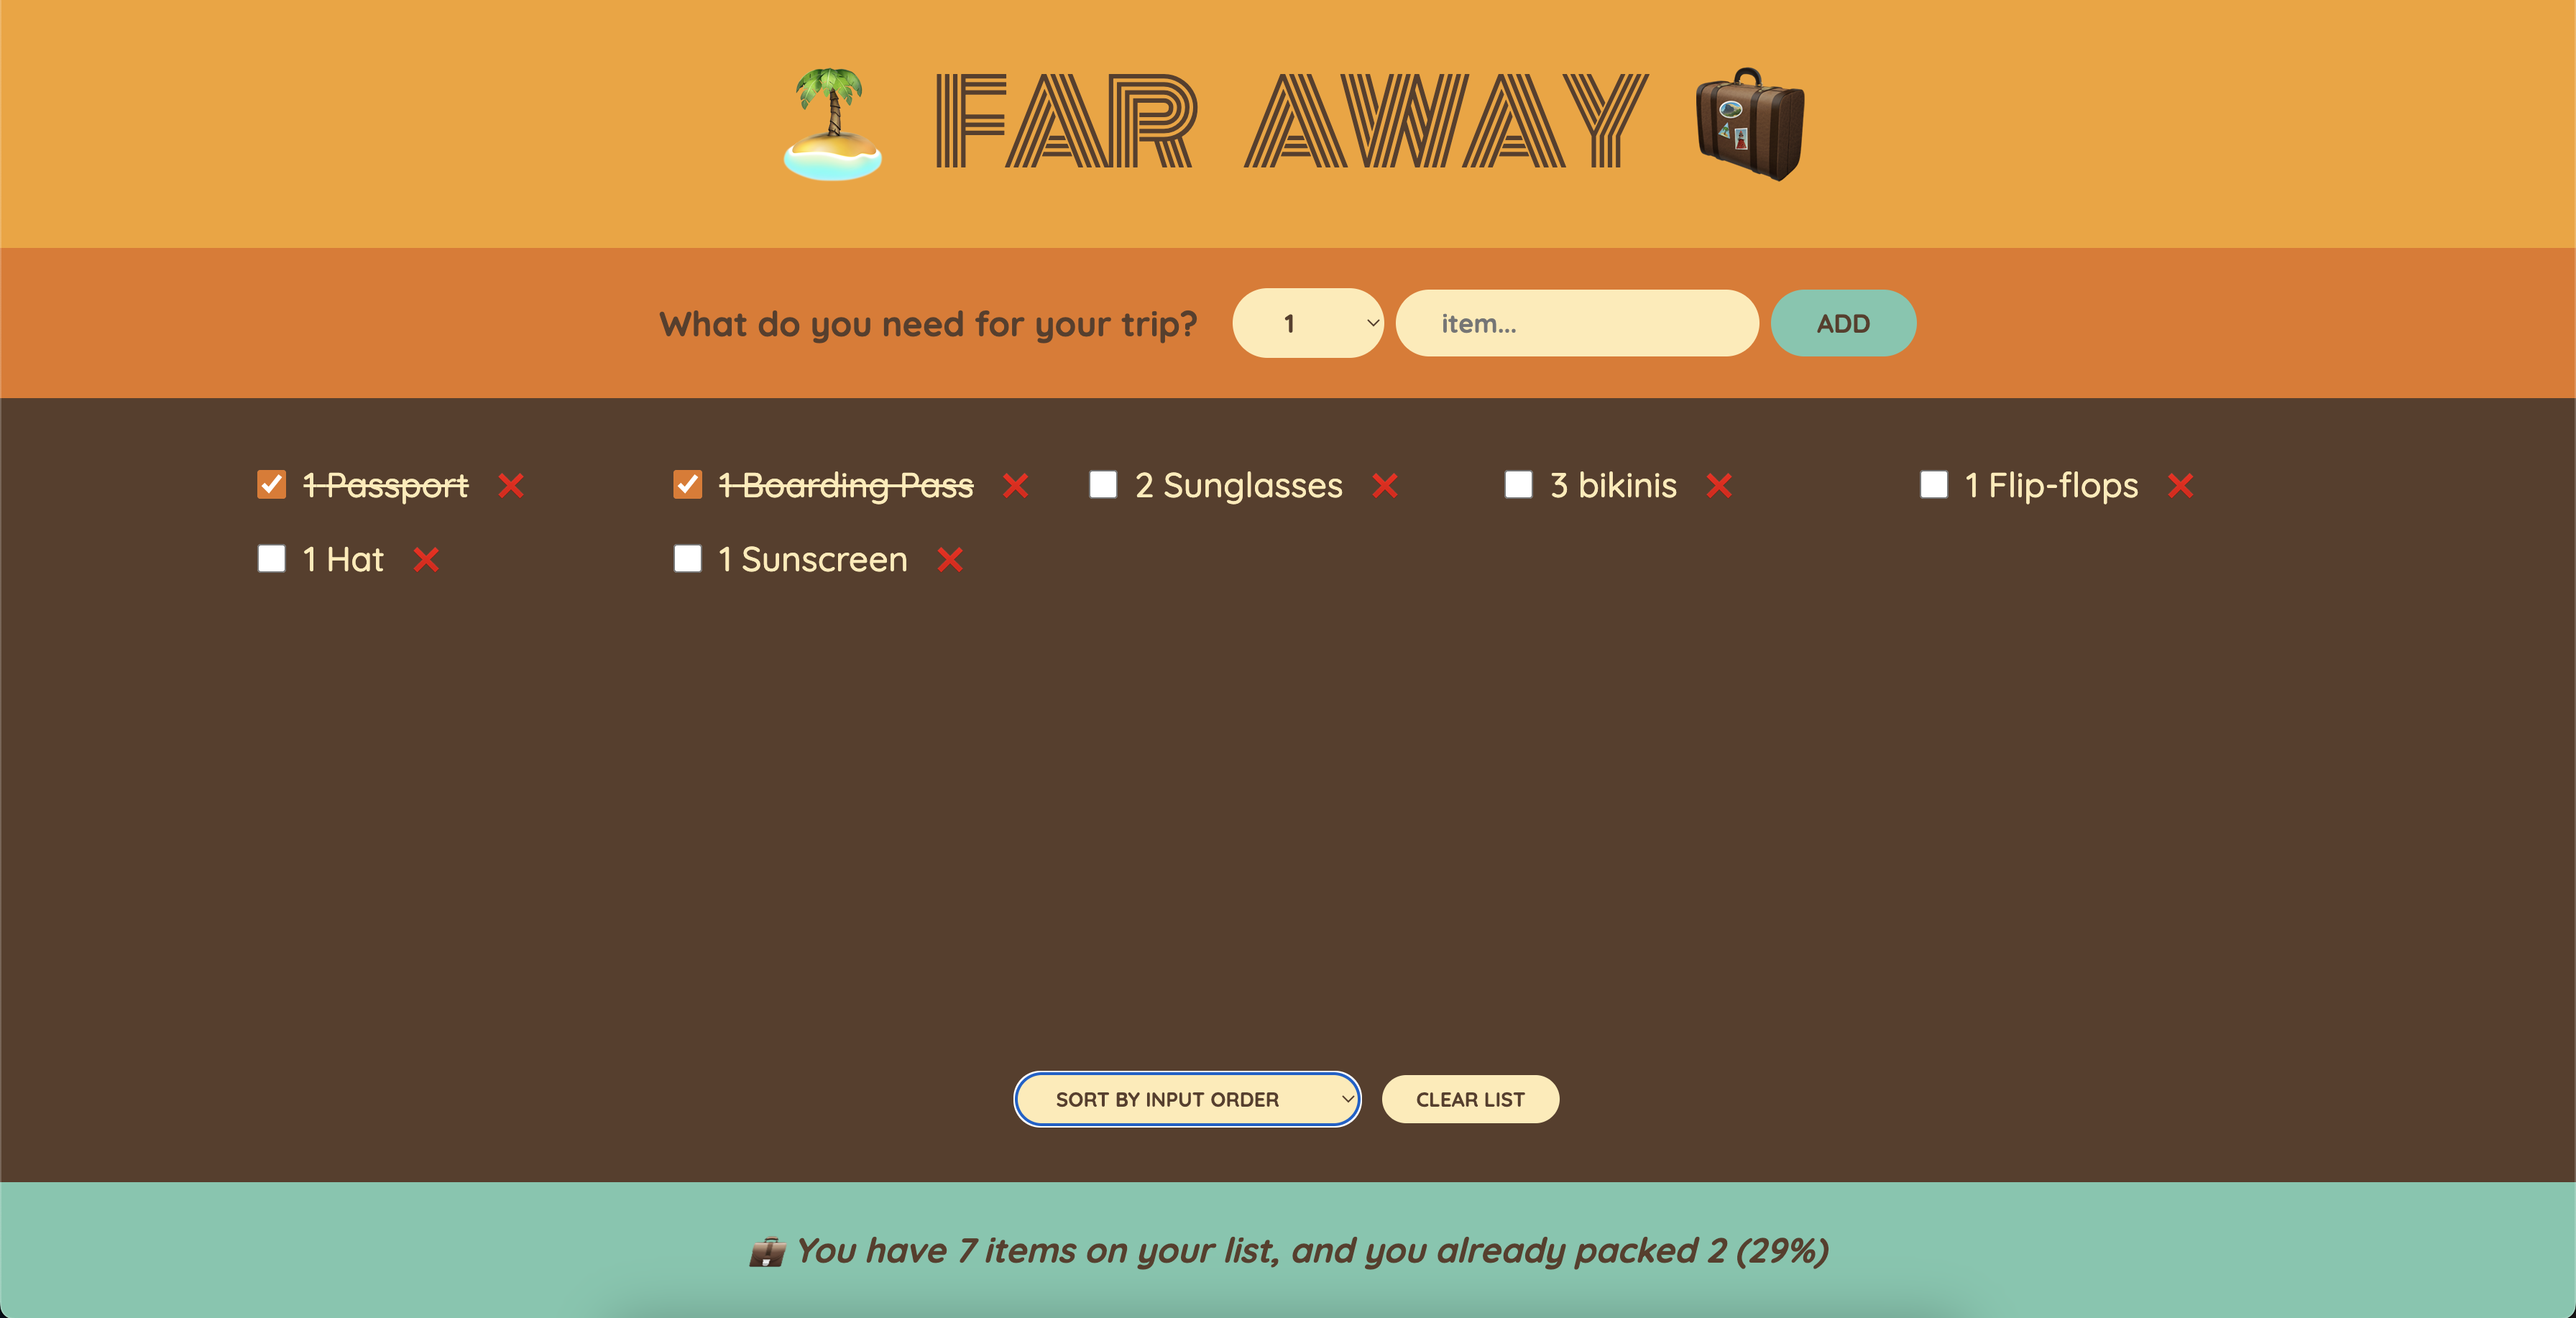 FAR AWAY
What do you need for your trip? 1 item... ADD
1 Passport 1 Boarding Pass 2 Sunglasses 3 bikinis 1 Flip-flops
1 Hat 1 Sunscreen
SORT BY INPUT ORDER CLEAR LIST
You have 7 items on your list, and you already packed 2 (29%)